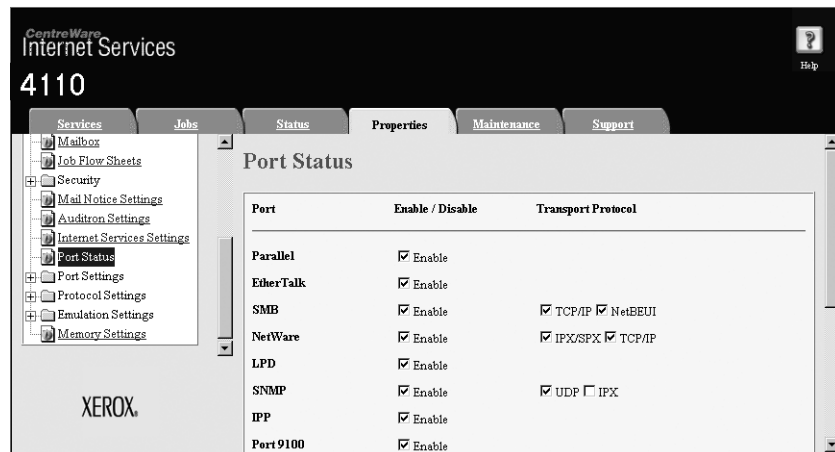 CentreWare
Internet Services
4110
Help
Services Jobs Status Properties Maintenance Support
Mailbox
Job Flow Sheets
Security
Mail Notice Settings
Auditron Settings
Internet Services Settings
Port Status
Port Settings
Protocol Settings
Emulation Settings
Memory Settings
XEROX.
Port Status
Port Enable / Disable Transport Protocol
Parallel Enable
EtherTalk Enable
SMB Enable TCP/IP NetBEUI
NetWare Enable IPX/SPX TCP/IP
LPD Enable
SNMP Enable UDP IPX
IPP Enable
Port 9100 Enable